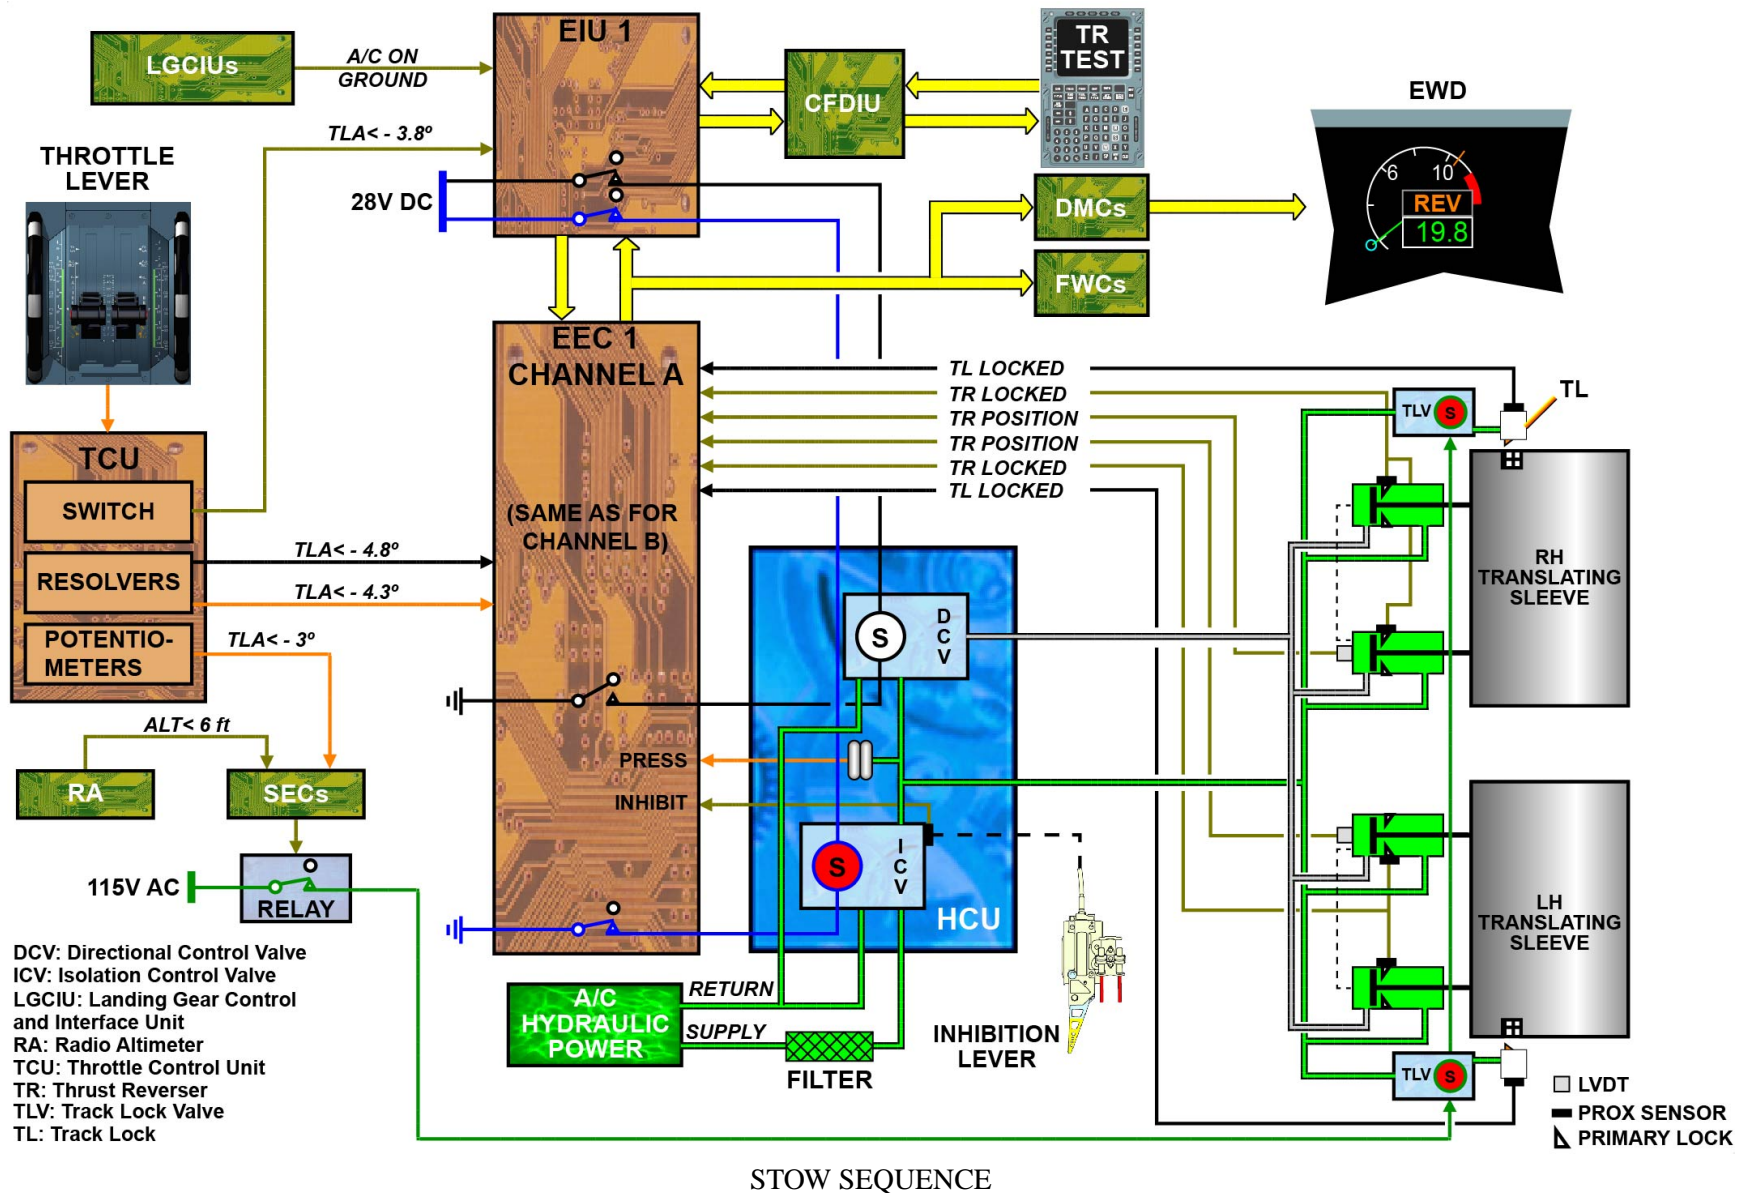 EIU 1
LGCIUs
A/C ON
GROUND
TLA< - 3.8º
THROTTLE
LEVER
28V DC
CFDIU
TR
TEST
EWD
6
10
REV
19.8
DMCs
FWCs
EEC 1
CHANNEL A
(SAME AS FOR
CHANNEL B)
TL LOCKED
TR LOCKED
TR POSITION
TR POSITION
TR LOCKED
TL LOCKED
TLV
S
TL
TCU
SWITCH
RESOLVERS
POTENTIO-
METERS
TLA< - 4.8º
TLA< - 4.3º
TLA< - 3º
ALT< 6 ft
RA
SECs
115V AC
RELAY
PRESS
INHIBIT
S
D
C
V
S
I
C
V
HCU
RH
TRANSLATING
SLEEVE
LH
TRANSLATING
SLEEVE
A/C
HYDRAULIC
POWER
RETURN
SUPPLY
FILTER
INHIBITION
LEVER
TLV
S
LVDT
PROX SENSOR
PRIMARY LOCK
DCV: Directional Control Valve
ICV: Isolation Control Valve
LGCIU: Landing Gear Control
and Interface Unit
RA: Radio Altimeter
TCU: Throttle Control Unit
TR: Thrust Reverser
TLV: Track Lock Valve
TL: Track Lock
STOW SEQUENCE